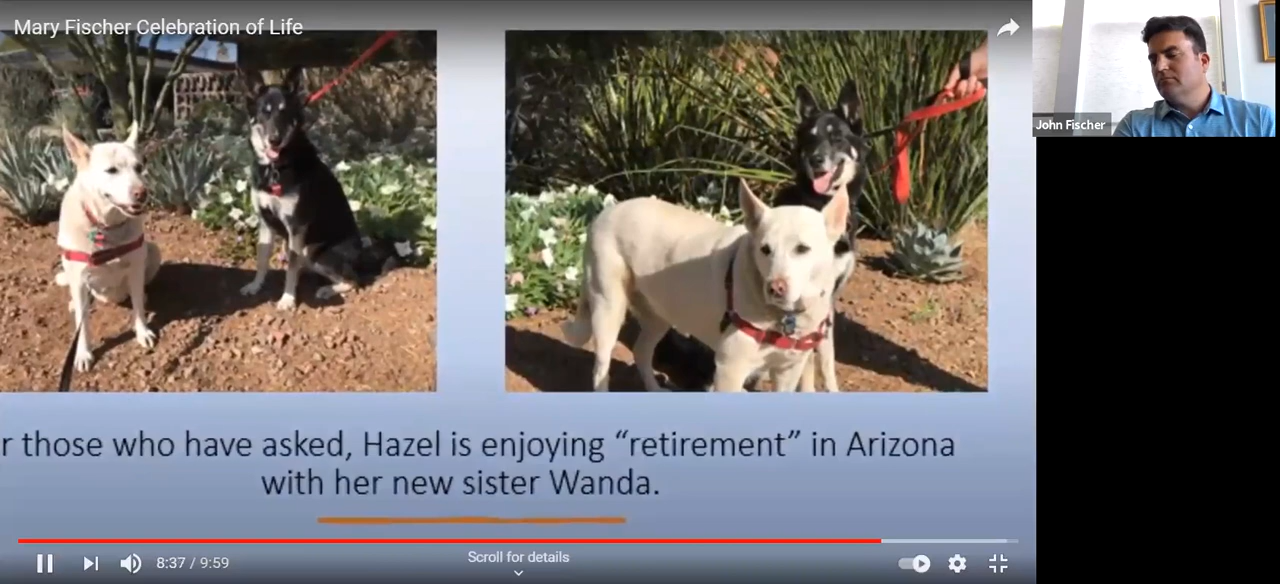 Mary Fischer Celebration of Life
John Fischer
r those who have asked, Hazel is enjoying “retirement” in Arizona
with her new sister Wanda.
8:37 / 9:59
Scroll for details